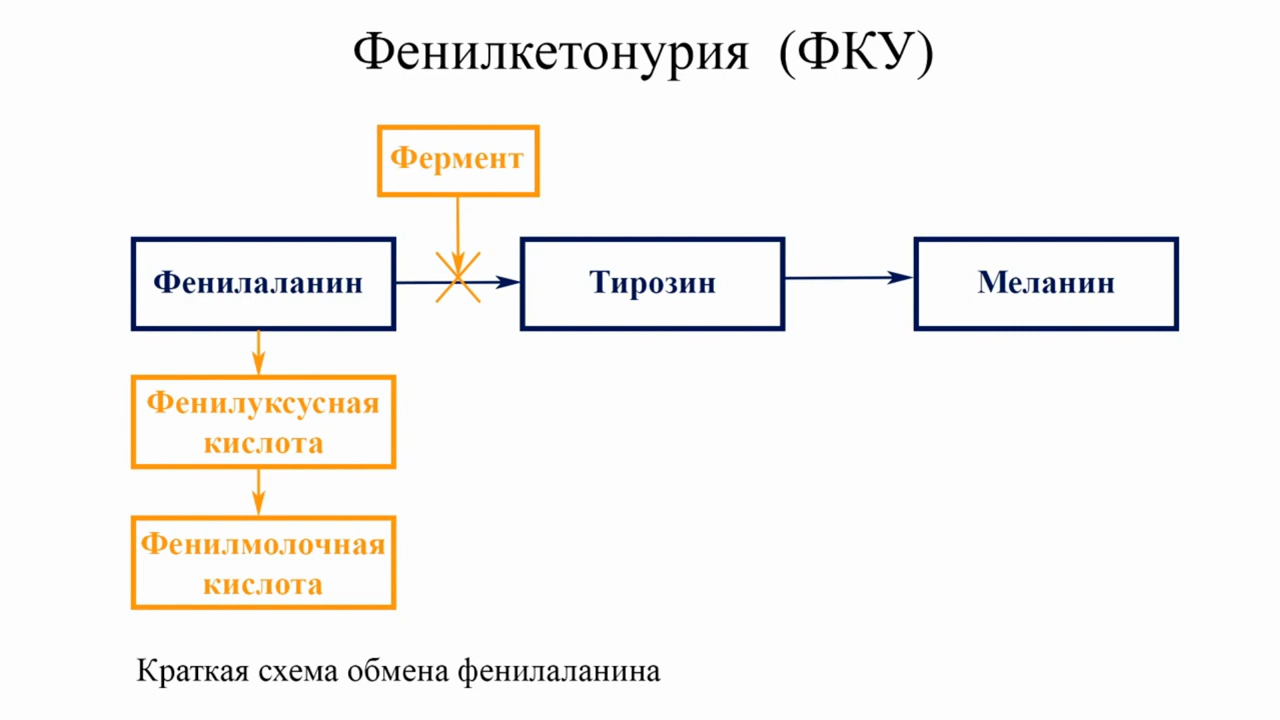 Фенилкетонурия (ФКУ)
Фермент
Фенилаланин
Тирозин
Меланин
Фенилуксусная
кислота
Фенилмолочная
кислота
Краткая схема обмена фенилаланина